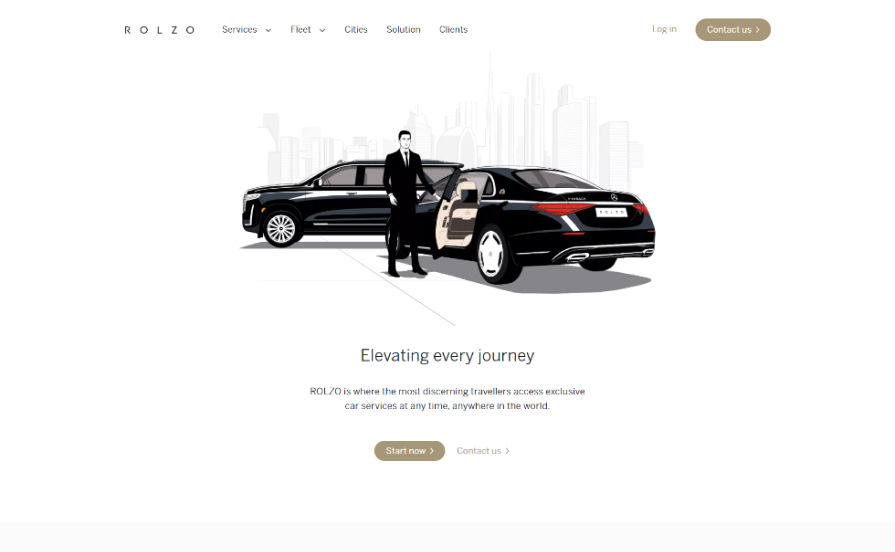 ROLZO
Services
Fleet
Cities
Solution
Clients
Log in
Contact us
ROLZO
Elevating every journey
ROLZO is where the most discerning travellers access exclusive
car services at any time, anywhere in the world.
Start now
Contact us